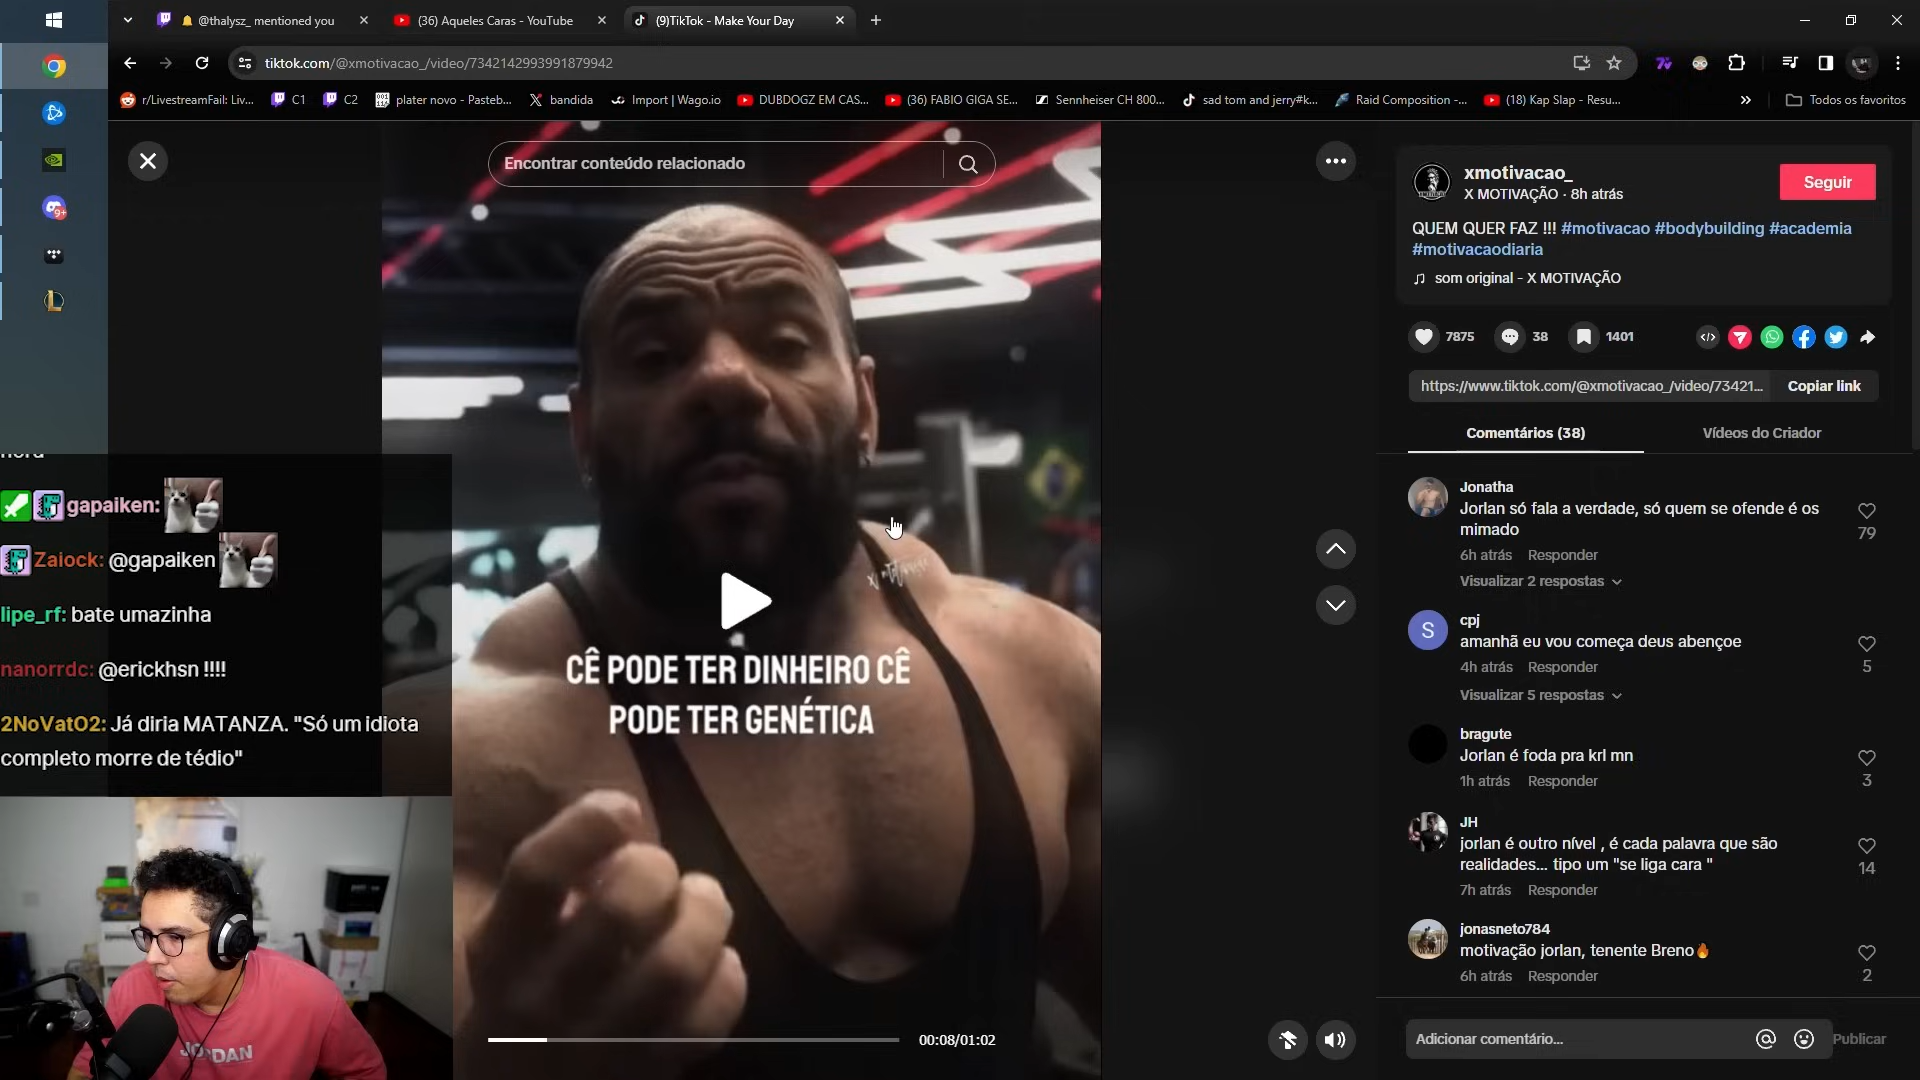 @thalysz_ mentioned you
(36) Aqueles Caras - YouTube
(9)TikTok - Make Your Day
tiktok.com/@xmotivacao_/video/7342142993991879942
r/LivestreamFail: Liv...
C1
C2
plater novo - Pasteb...
bandida
Import | Wago.io
DUBDOGZ EM CAS...
(36) FABIO GIGA SE...
Sennheiser CH 800...
sad tom and jerry#k...
Raid Composition -...
(18) Kap Slap - Resu...
Todos os favoritos
9+
Encontrar conteúdo relacionado
gapaiken:
Zaiock: @gapaiken
lipe_rf: bate umazinha
nanorrdc: @erickhsn !!!!
2NoVatO2: Já diria MATANZA. "Só um idiota
completo morre de tédio"
CÊ PODE TER DINHEIRO CÊ
PODE TER GENÉTICA
00:08/01:02
JORDAN
xmotivacao_
X MOTIVAÇÃO · 8h atrás
Seguir
QUEM QUER FAZ !!! #motivacao #bodybuilding #academia
#motivacaodiaria
som original - X MOTIVAÇÃO
7875
38
1401
https://www.tiktok.com/@xmotivacao_/video/73421...
Copiar link
Comentários (38)
Vídeos do Criador
Jonatha
Jorlan só fala a verdade, só quem se ofende é os
mimado
79
6h atrás Responder
Visualizar 2 respostas
S
cpj
amanhã eu vou começa deus abençoe
5
4h atrás Responder
Visualizar 5 respostas
bragute
Jorlan é foda pra krl mn
3
1h atrás Responder
JH
jorlan é outro nível , é cada palavra que são
realidades... tipo um "se liga cara "
14
7h atrás Responder
jonasneto784
motivação jorlan, tenente Breno🔥
2
6h atrás Responder
Adicionar comentário...
Publicar